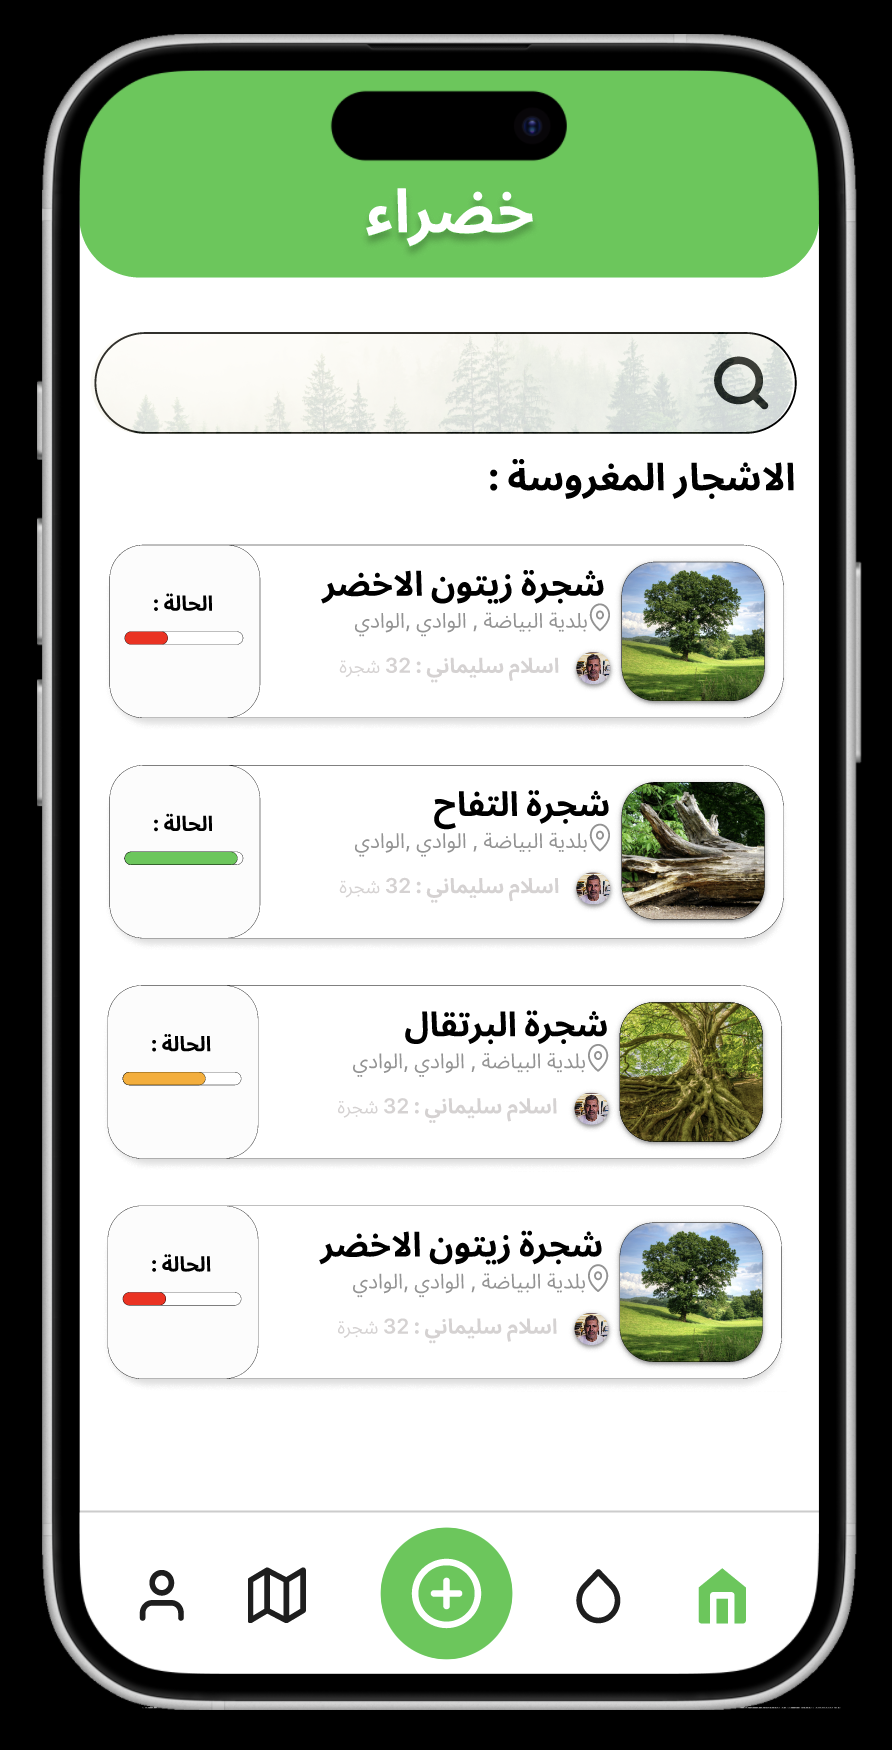 خضراء
الاشجار المغروسة :
شجرة زيتون الاخضر
بلدية البياضة , الوادي ,الوادي
اسلام سليماني : 32 شجرة
الحالة :
شجرة التفاح
بلدية البياضة , الوادي ,الوادي
اسلام سليماني : 32 شجرة
الحالة :
شجرة البرتقال
بلدية البياضة , الوادي ,الوادي
اسلام سليماني : 32 شجرة
الحالة :
شجرة زيتون الاخضر
بلدية البياضة , الوادي ,الوادي
اسلام سليماني : 32 شجرة
الحالة :